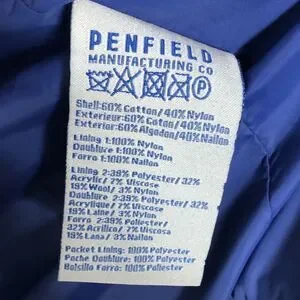 PENFIELD
MANUFACTURING CO
P
Shell:60% Cotton/40% Nylon
Exterieur:60% Coton/40% Nylon
Exterior:60% Algodon/40% Nailon
Lining 1:100% Nylon
Doublure 1:100% Nylon
Forro 1:100% Nailon
Lining 2:39% Polyester/ 32%
Acrylic/ 7% Viscose
19% Wool/ 3% Nylon
Doublure 2:39% Polyester/ 32%
Acrylique/ 7% Viscose
19% Laine/ 3% Nylon
Forro 2:39% Poliester/
32% Acrilico/ 7% Viscosa
19% Lana/ 3% Nailon
Pocket Lining: 100% Polyester
Poche Doublure: 100% Polyester
Bolsillo Forro: 100% Poliester